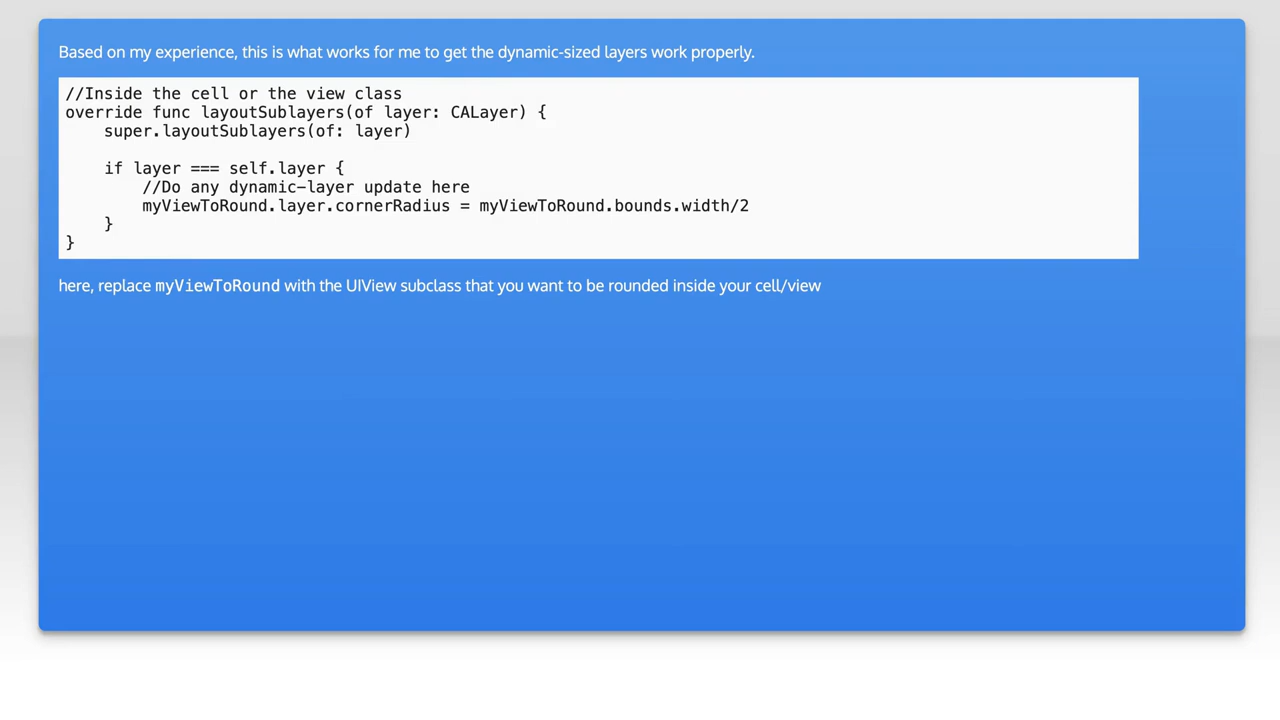 Based on my experience, this is what works for me to get the dynamic-sized layers work properly.
//Inside the cell or the view class
override func layoutSublayers(of layer: CALayer) {
    super.layoutSublayers(of: layer)
    if layer === self.layer {
        //Do any dynamic-layer update here
        myViewToRound.layer.cornerRadius = myViewToRound.bounds.width/2
    }
}
here, replace myViewToRound with the UIView subclass that you want to be rounded inside your cell/view